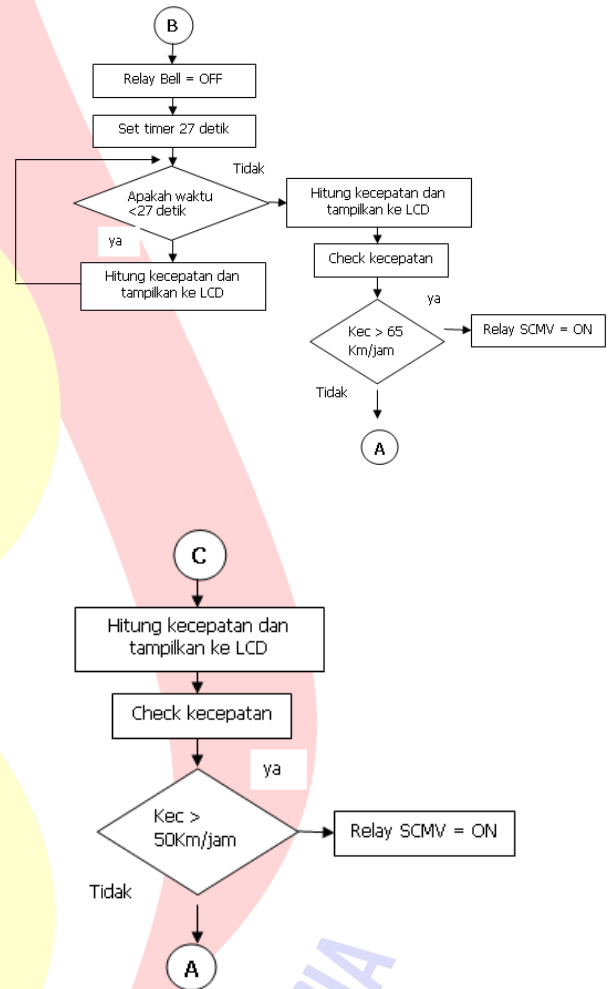 B
Relay Bell = OFF
Set timer 27 detik
Apakah waktu
<27 detik
Tidak
ya
Hitung kecepatan dan
tampilkan ke LCD
Hitung kecepatan dan
tampilkan ke LCD
Check kecepatan
Kec > 65
Km/jam
ya
Relay SCMV = ON
Tidak
A
C
Hitung kecepatan dan
tampilkan ke LCD
Check kecepatan
ya
Kec >
50Km/jam
Relay SCMV = ON
Tidak
A